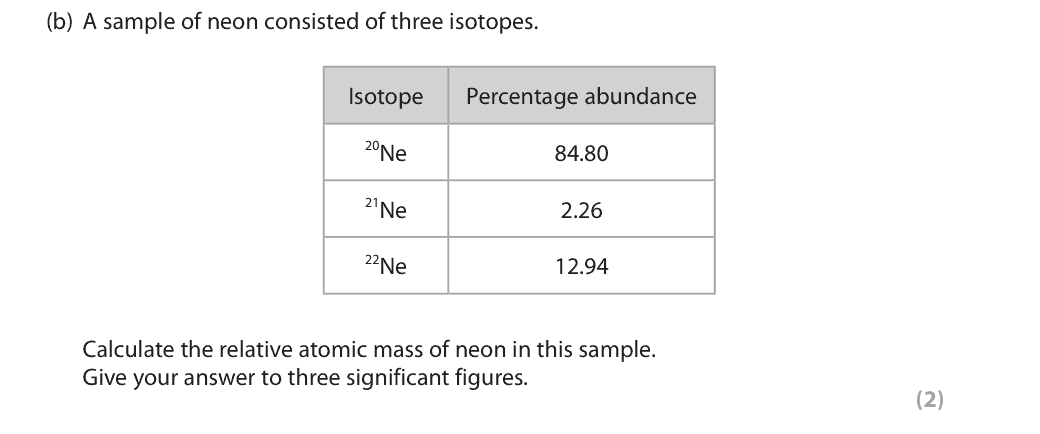 (b) A sample of neon consisted of three isotopes.
Isotope Percentage abundance
²⁰Ne 84.80
²¹Ne 2.26
²²Ne 12.94
Calculate the relative atomic mass of neon in this sample.
Give your answer to three significant figures.
(2)